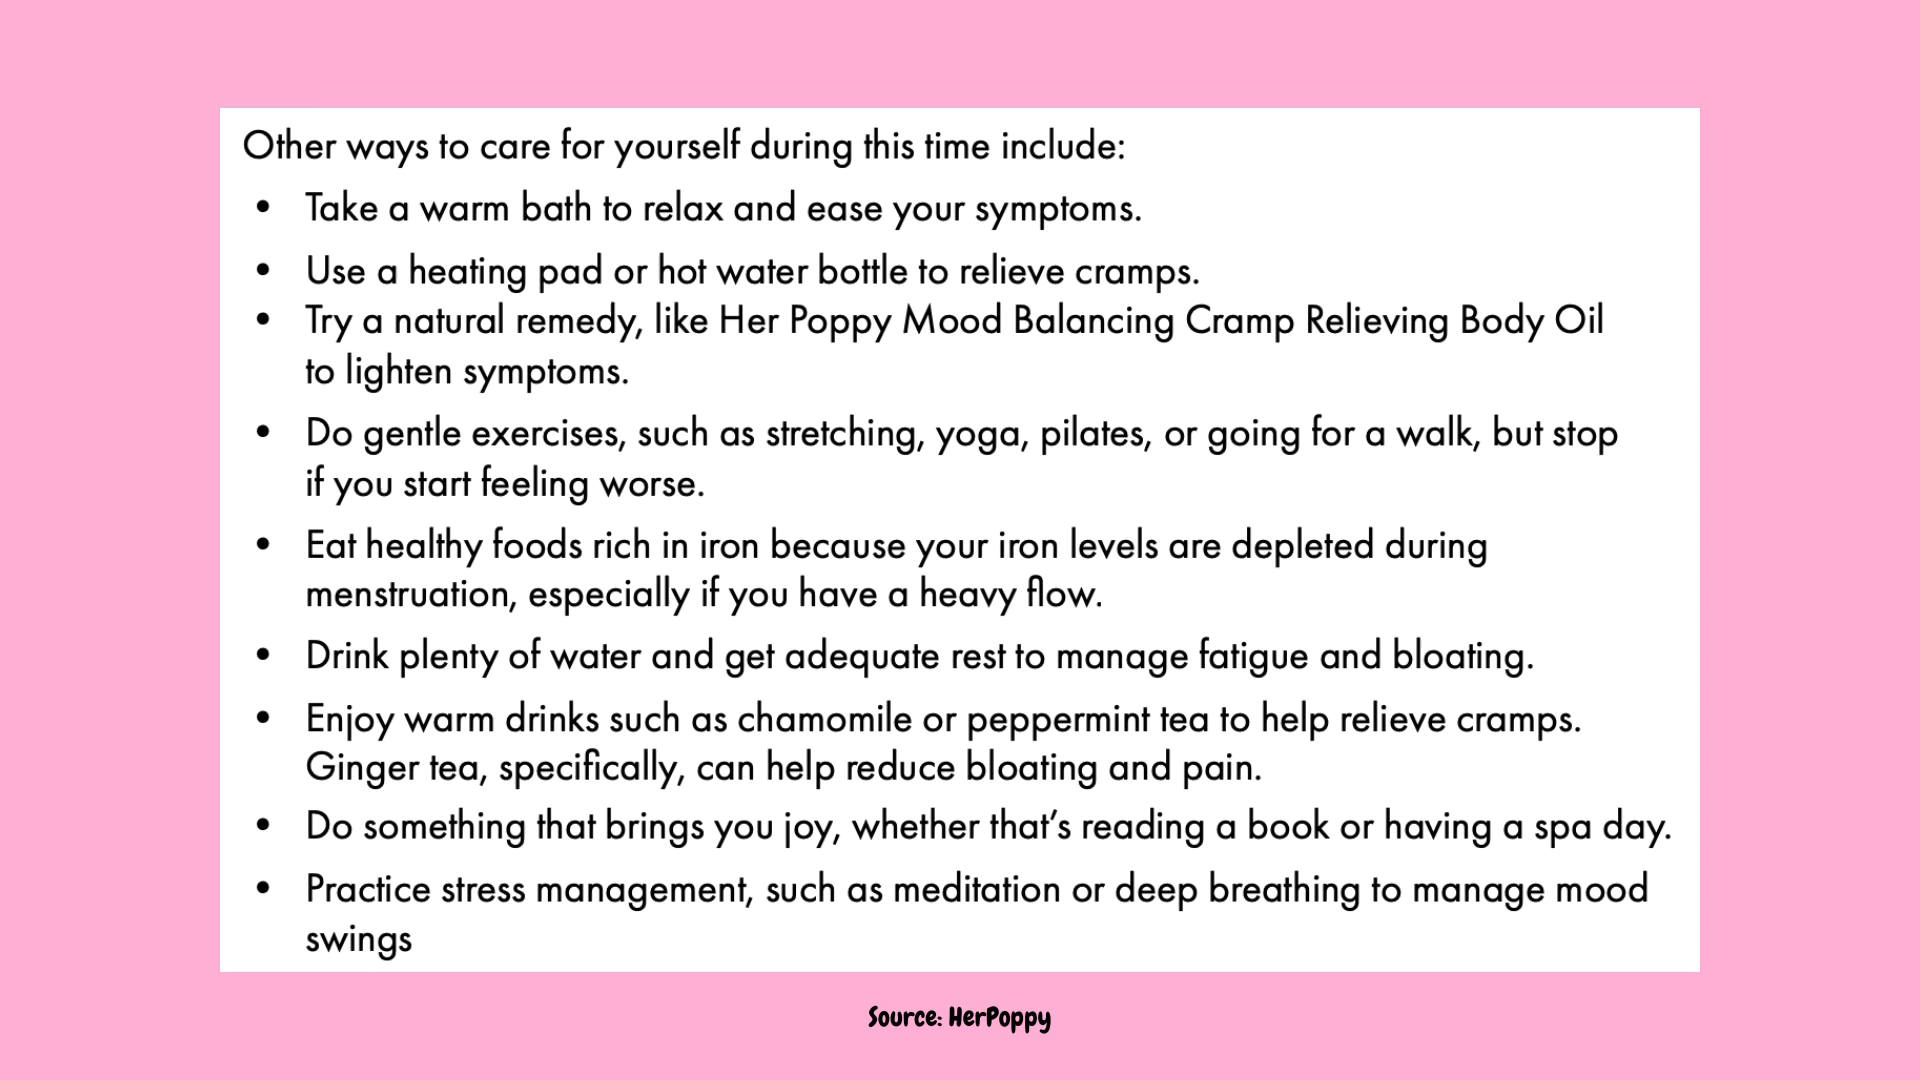 Other ways to care for yourself during this time include:
• Take a warm bath to relax and ease your symptoms.
• Use a heating pad or hot water bottle to relieve cramps.
• Try a natural remedy, like Her Poppy Mood Balancing Cramp Relieving Body Oil
to lighten symptoms.
• Do gentle exercises, such as stretching, yoga, pilates, or going for a walk, but stop
if you start feeling worse.
• Eat healthy foods rich in iron because your iron levels are depleted during
menstruation, especially if you have a heavy flow.
• Drink plenty of water and get adequate rest to manage fatigue and bloating.
• Enjoy warm drinks such as chamomile or peppermint tea to help relieve cramps.
Ginger tea, specifically, can help reduce bloating and pain.
• Do something that brings you joy, whether that’s reading a book or having a spa day.
• Practice stress management, such as meditation or deep breathing to manage mood
swings
Source: HerPoppy